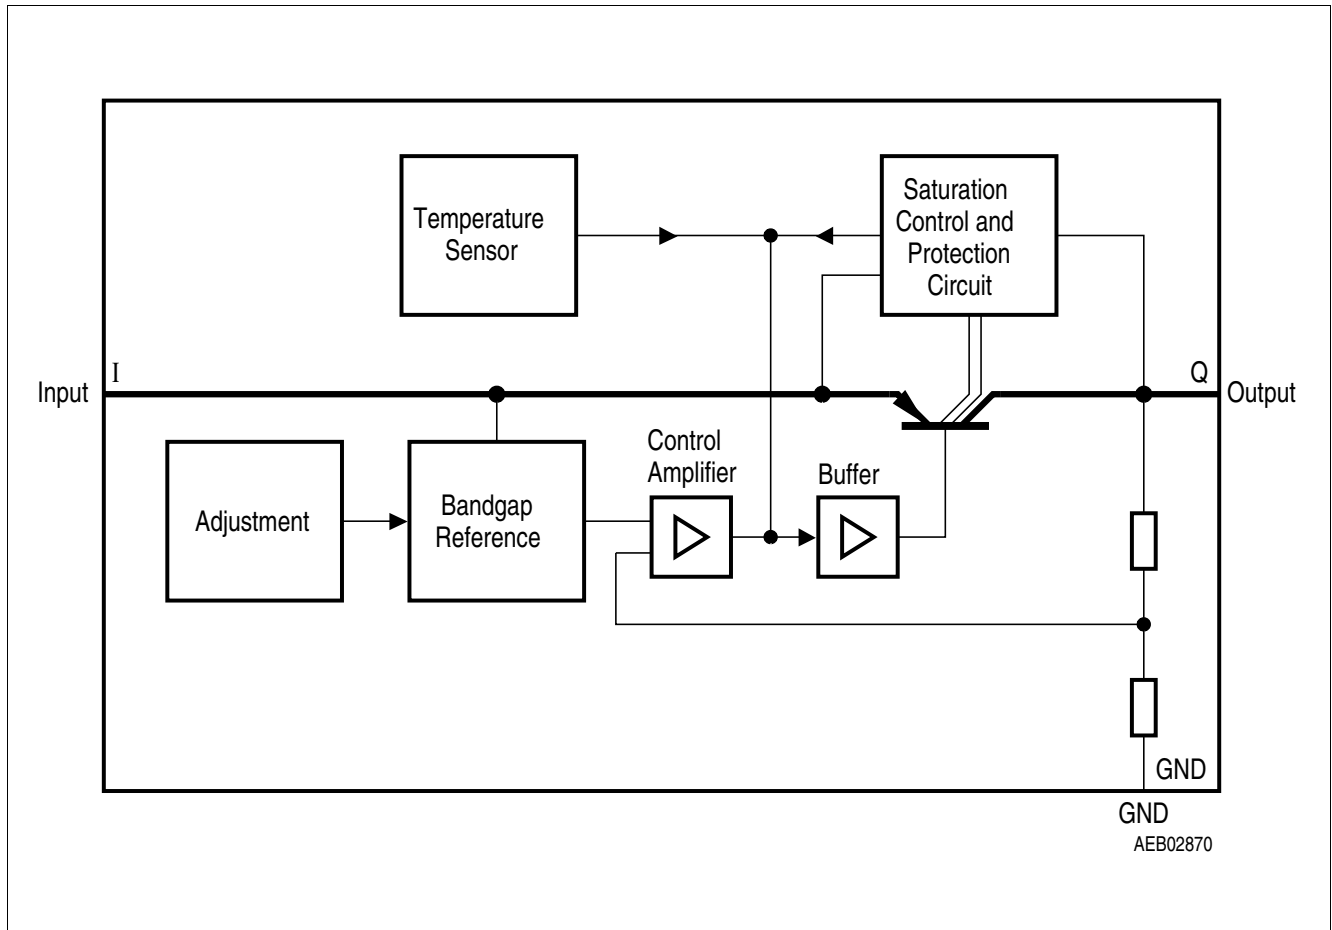 Temperature
Sensor
Saturation
Control and
Protection
Circuit
I
Q
Input
Output
Control
Amplifier
Buffer
Adjustment
Bandgap
Reference
GND
GND
AEB02870